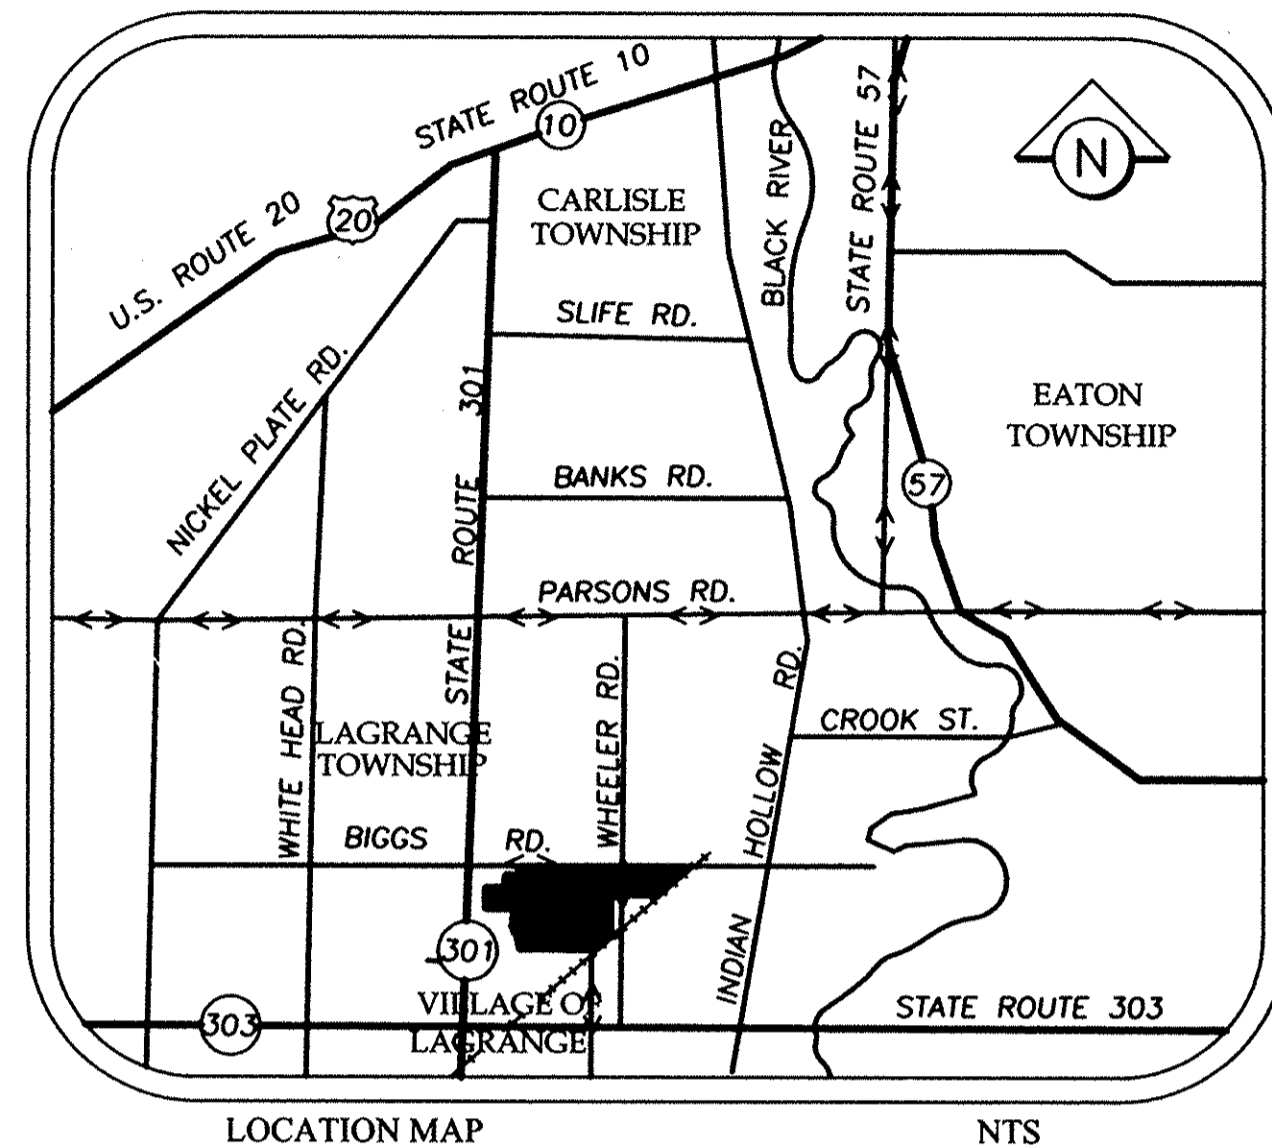 STATE ROUTE 10
10
U.S. ROUTE 20
20
CARLISLE
TOWNSHIP
BLACK RIVER
STATE ROUTE 57
N
SLIFE RD.
NICKEL PLATE RD.
STATE ROUTE 301
EATON
TOWNSHIP
BANKS RD.
57
PARSONS RD.
WHITE HEAD RD.
LAGRANGE
TOWNSHIP
WHEELER RD.
INDIAN HOLLOW RD.
CROOK ST.
BIGGS RD.
301
VILLAGE OF
LAGRANGE
303
STATE ROUTE 303
LOCATION MAP
NTS